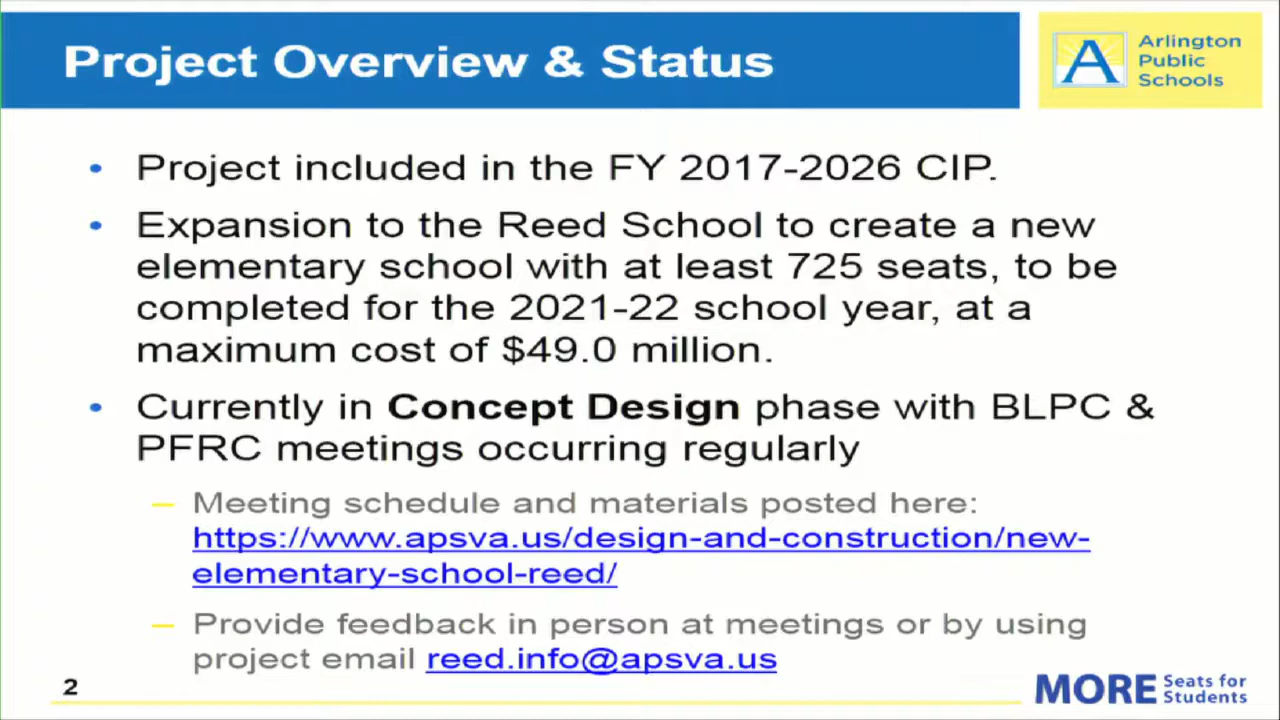 Project Overview & Status
A
Arlington
Public
Schools
• Project included in the FY 2017-2026 CIP.
• Expansion to the Reed School to create a new
elementary school with at least 725 seats, to be
completed for the 2021-22 school year, at a
maximum cost of $49.0 million.
• Currently in Concept Design phase with BLPC &
PFRC meetings occurring regularly
– Meeting schedule and materials posted here:
https://www.apsva.us/design-and-construction/new-
elementary-school-reed/
– Provide feedback in person at meetings or by using
project email reed.info@apsva.us
2
MORE Seats for
Students